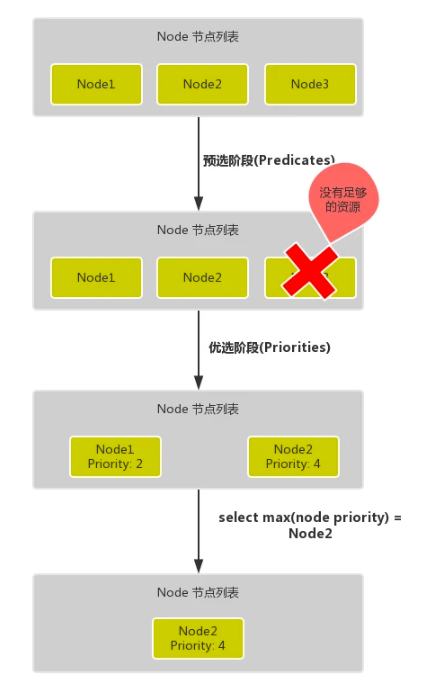 Node 节点列表
Node1
Node2
Node3
预选阶段(Predicates)
没有足够
的资源
Node 节点列表
Node1
Node2
优选阶段(Priorities)
Node 节点列表
Node1
Priority: 2
Node2
Priority: 4
select max(node priority) =
Node2
Node 节点列表
Node2
Priority: 4